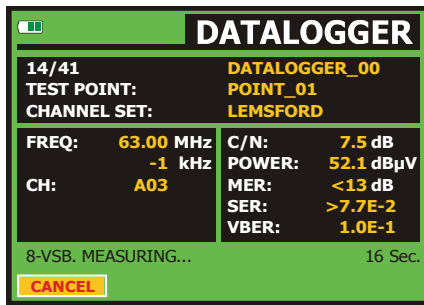 DATALOGGER
14/41 DATALOGGER_00
TEST POINT: POINT_01
CHANNEL SET: LEMSFORD
FREQ: 63.00 MHz
-1 kHz
CH: A03
C/N: 7.5 dB
POWER: 52.1 dBµV
MER: <13 dB
SER: >7.7E-2
VBER: 1.0E-1
8-VSB. MEASURING... 16 Sec.
CANCEL